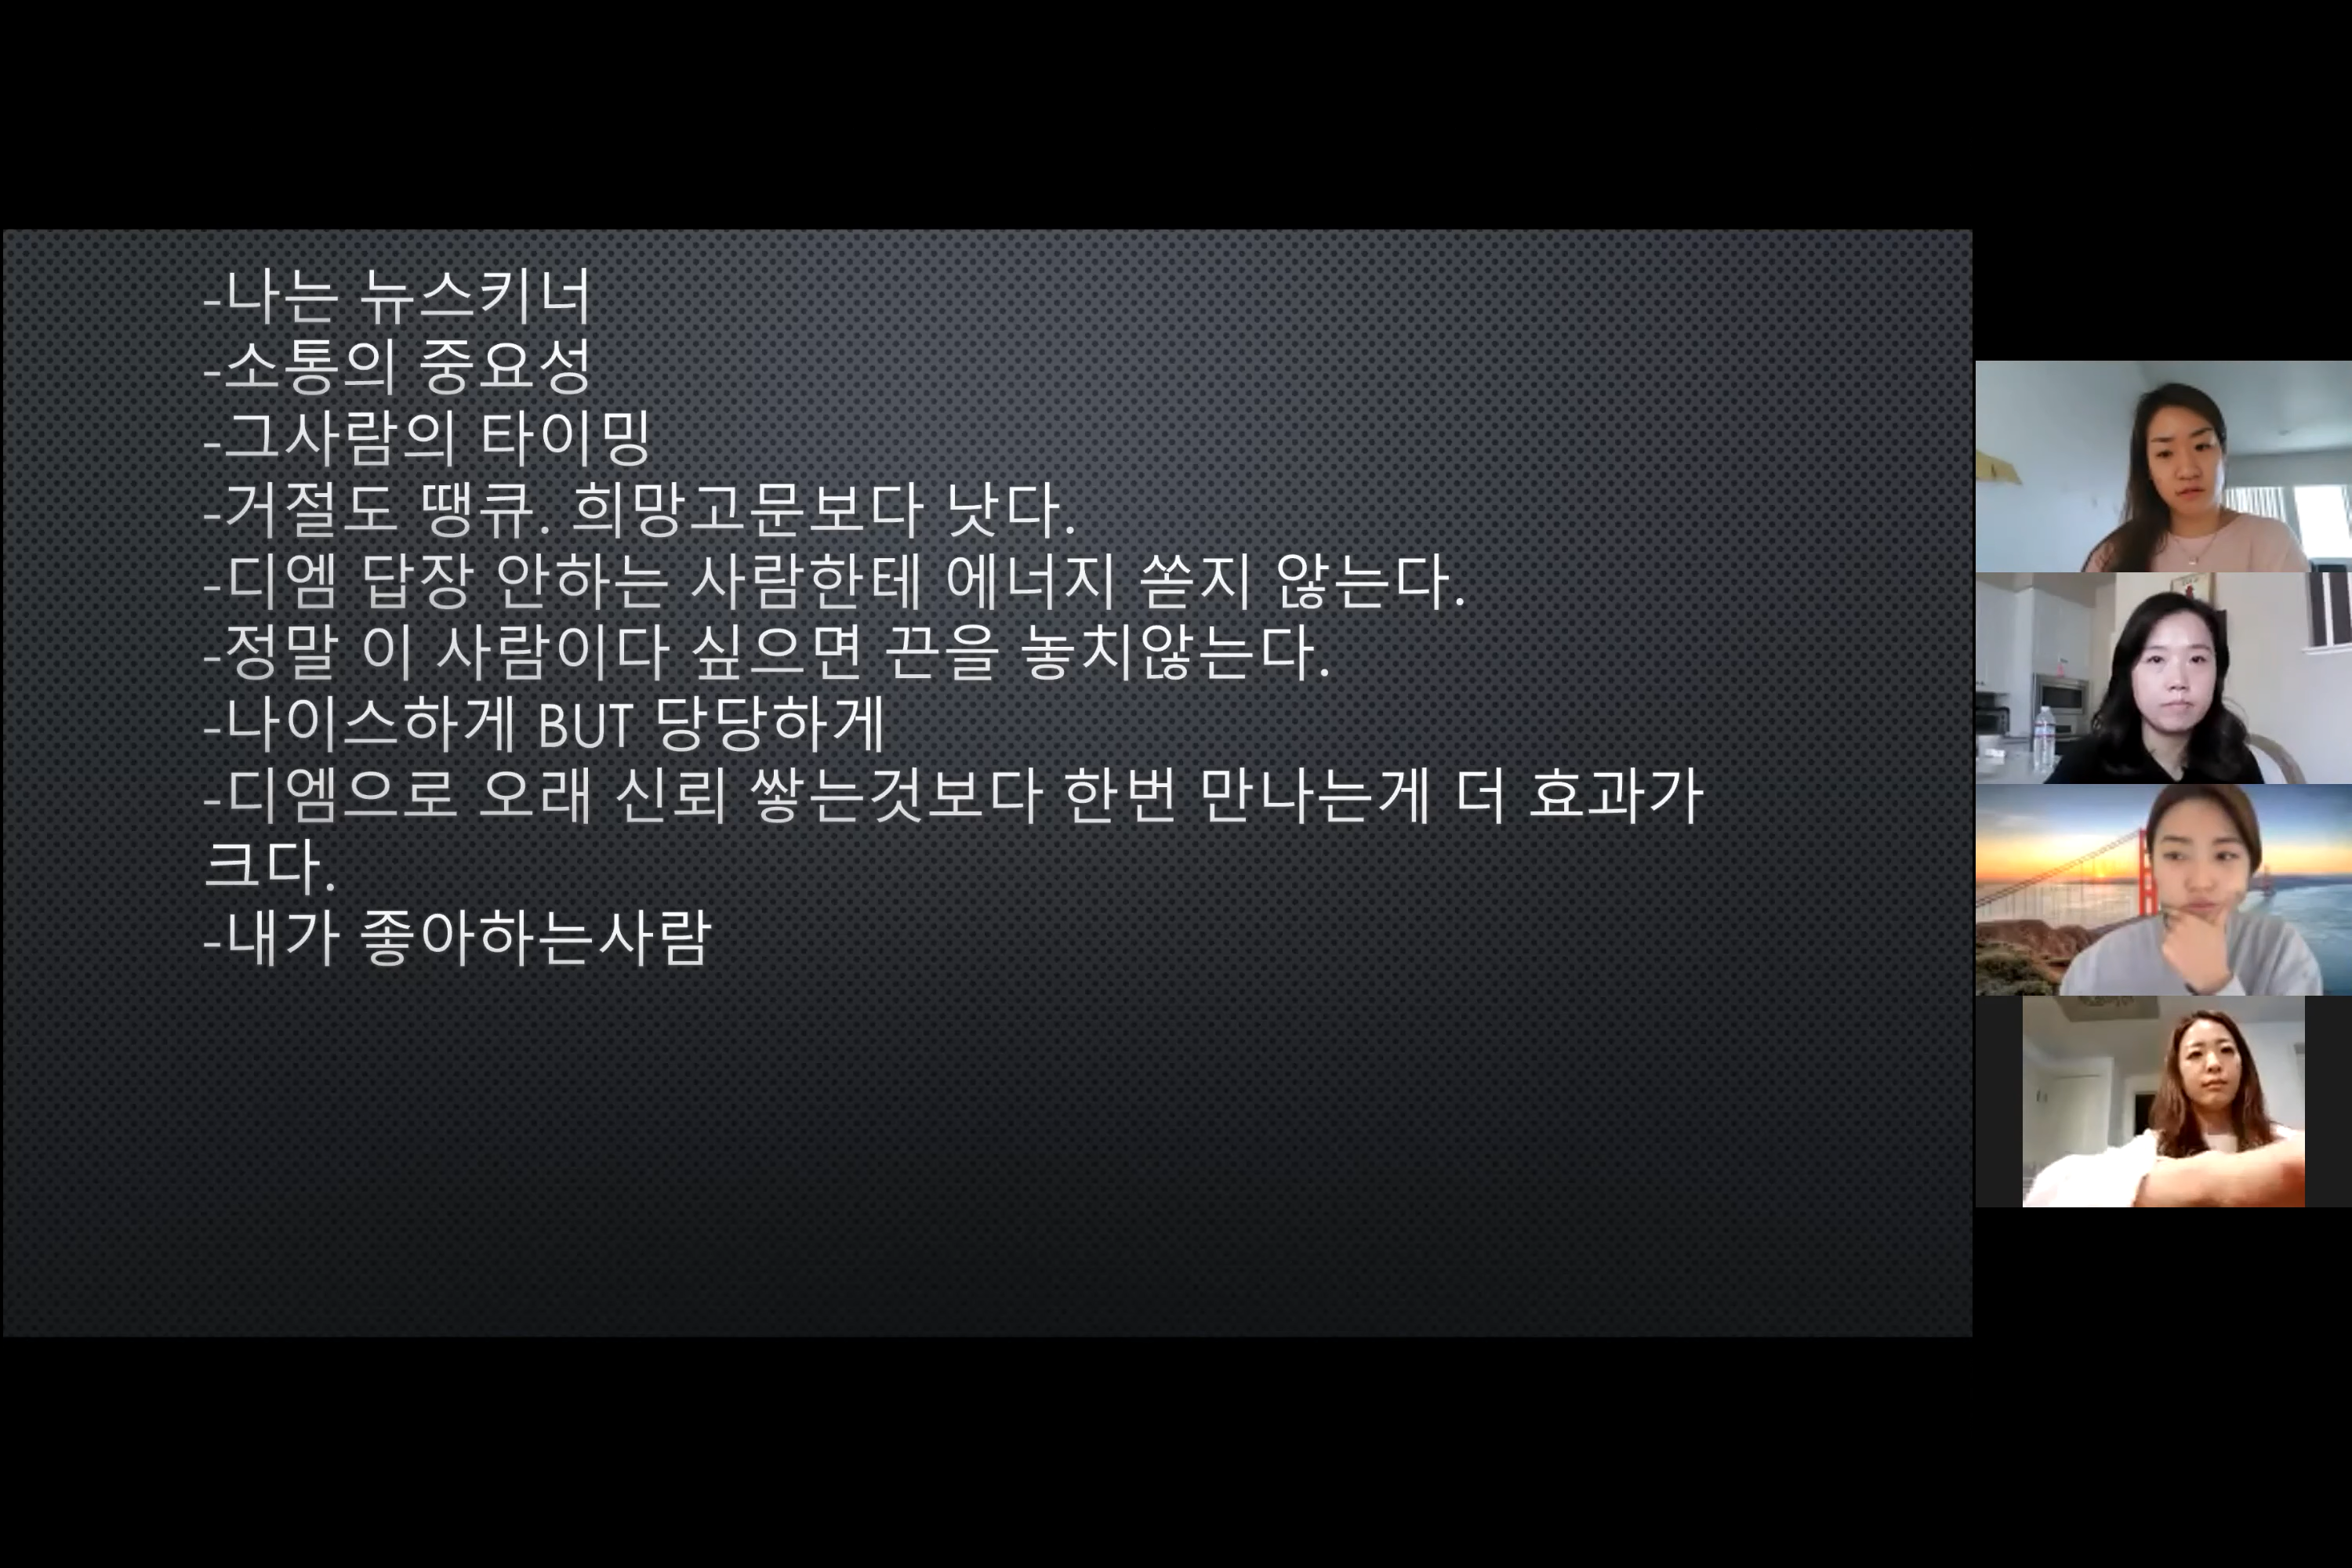 -나는 뉴스키너
-소통의 중요성
-그사람의 타이밍
-거절도 땡큐. 희망고문보다 낫다.
-디엠 답장 안하는 사람한테 에너지 쏟지 않는다.
-정말 이 사람이다 싶으면 끈을 놓치않는다.
-나이스하게 BUT 당당하게
-디엠으로 오래 신뢰 쌓는것보다 한번 만나는게 더 효과가
크다.
-내가 좋아하는사람